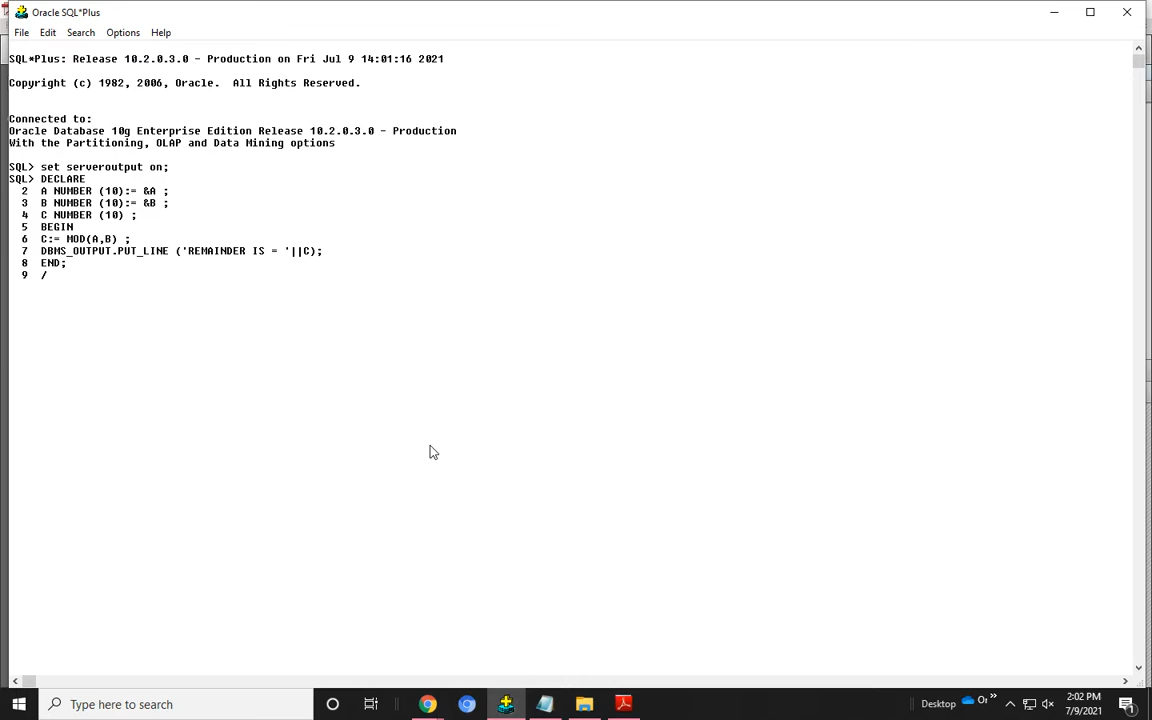 Oracle SQL*Plus
File Edit Search Options Help
SQL*Plus: Release 10.2.0.3.0 - Production on Fri Jul 9 14:01:16 2021
Copyright (c) 1982, 2006, Oracle.  All Rights Reserved.
Connected to:
Oracle Database 10g Enterprise Edition Release 10.2.0.3.0 - Production
With the Partitioning, OLAP and Data Mining options
SQL> set serveroutput on;
SQL> DECLARE
2  A NUMBER (10):= &A ;
3  B NUMBER (10):= &B ;
4  C NUMBER (10) ;
5  BEGIN
6  C:= MOD(A,B) ;
7  DBMS_OUTPUT.PUT_LINE ('REMAINDER IS = '||C);
8  END;
9  /
Type here to search
Desktop
Or
2:02 PM
7/9/2021
1